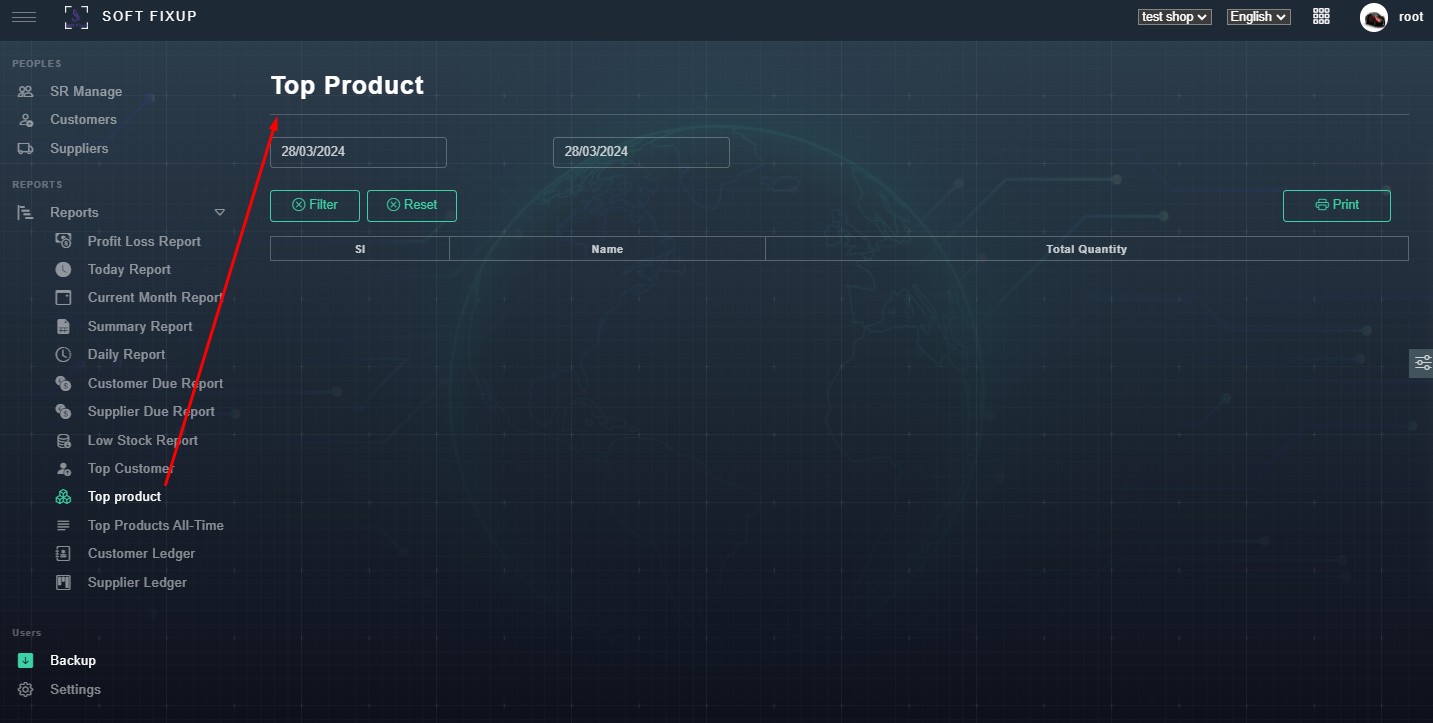 SOFT FIXUP
test shop
English
root
PEOPLES
SR Manage
Customers
Suppliers
REPORTS
Reports
Profit Loss Report
Today Report
Current Month Report
Summary Report
Daily Report
Customer Due Report
Supplier Due Report
Low Stock Report
Top Customer
Top product
Top Products All-Time
Customer Ledger
Supplier Ledger
Users
Backup
Settings
Top Product
28/03/2024 28/03/2024
Filter Reset Print
SI Name Total Quantity